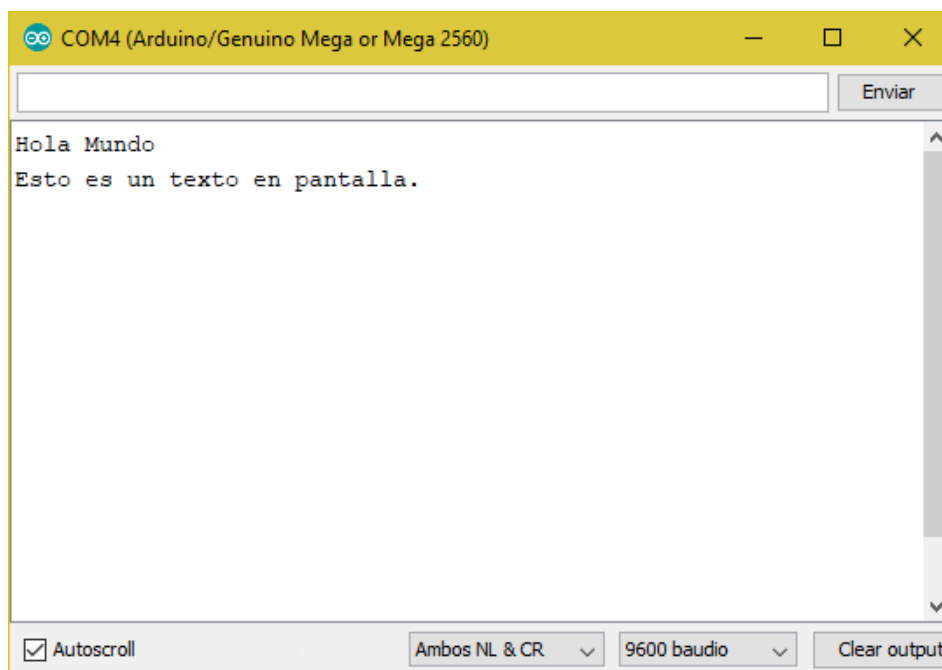 COM4 (Arduino/Genuino Mega or Mega 2560)
Enviar
Hola Mundo
Esto es un texto en pantalla.
Autoscroll
Ambos NL & CR
9600 baudio
Clear output